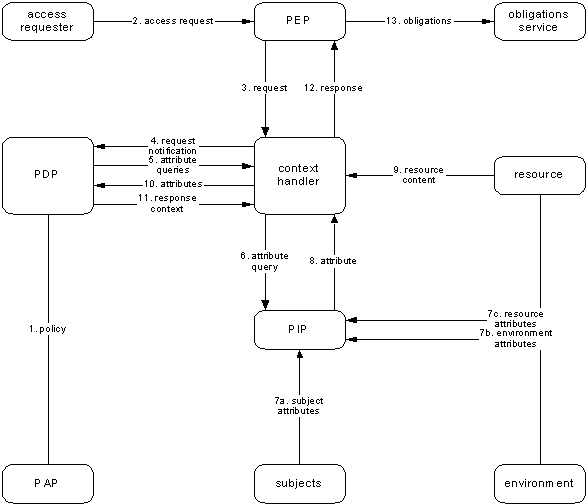 access
requester
2. access request
PEP
13. obligations
obligations
service
3. request
12. response
4. request
notification
5. attribute
queries
10. attributes
11. response
context
PDP
context
handler
9. resource
content
resource
6. attribute
query
8. attribute
1. policy
PIP
7c. resource
attributes
7b. environment
attributes
7a. subject
attributes
PAP
subjects
environment